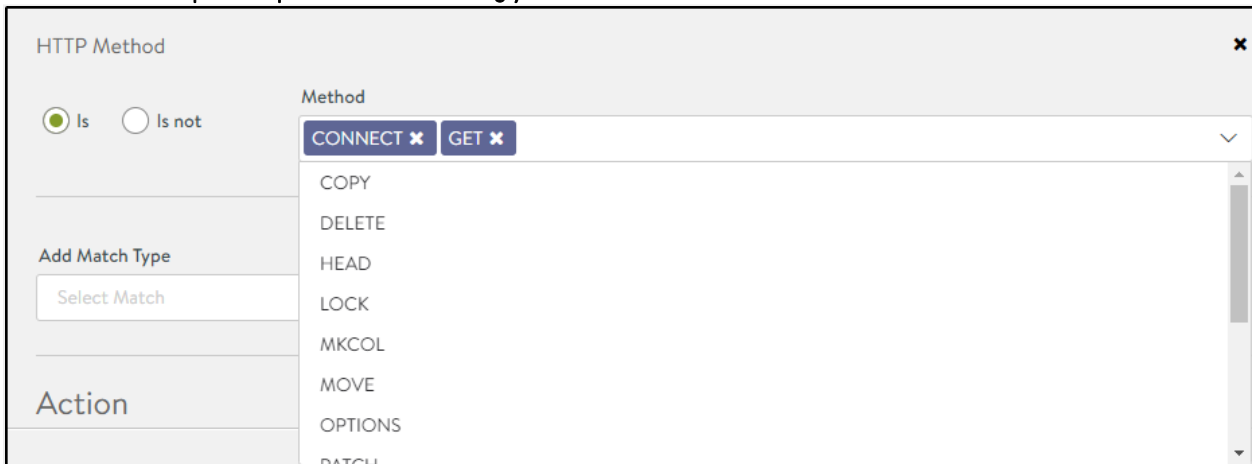 HTTP Method
Method
Is
Is not
CONNECT
GET
COPY
DELETE
Add Match Type
HEAD
Select Match
LOCK
MKCOL
MOVE
Action
OPTIONS
PATCH